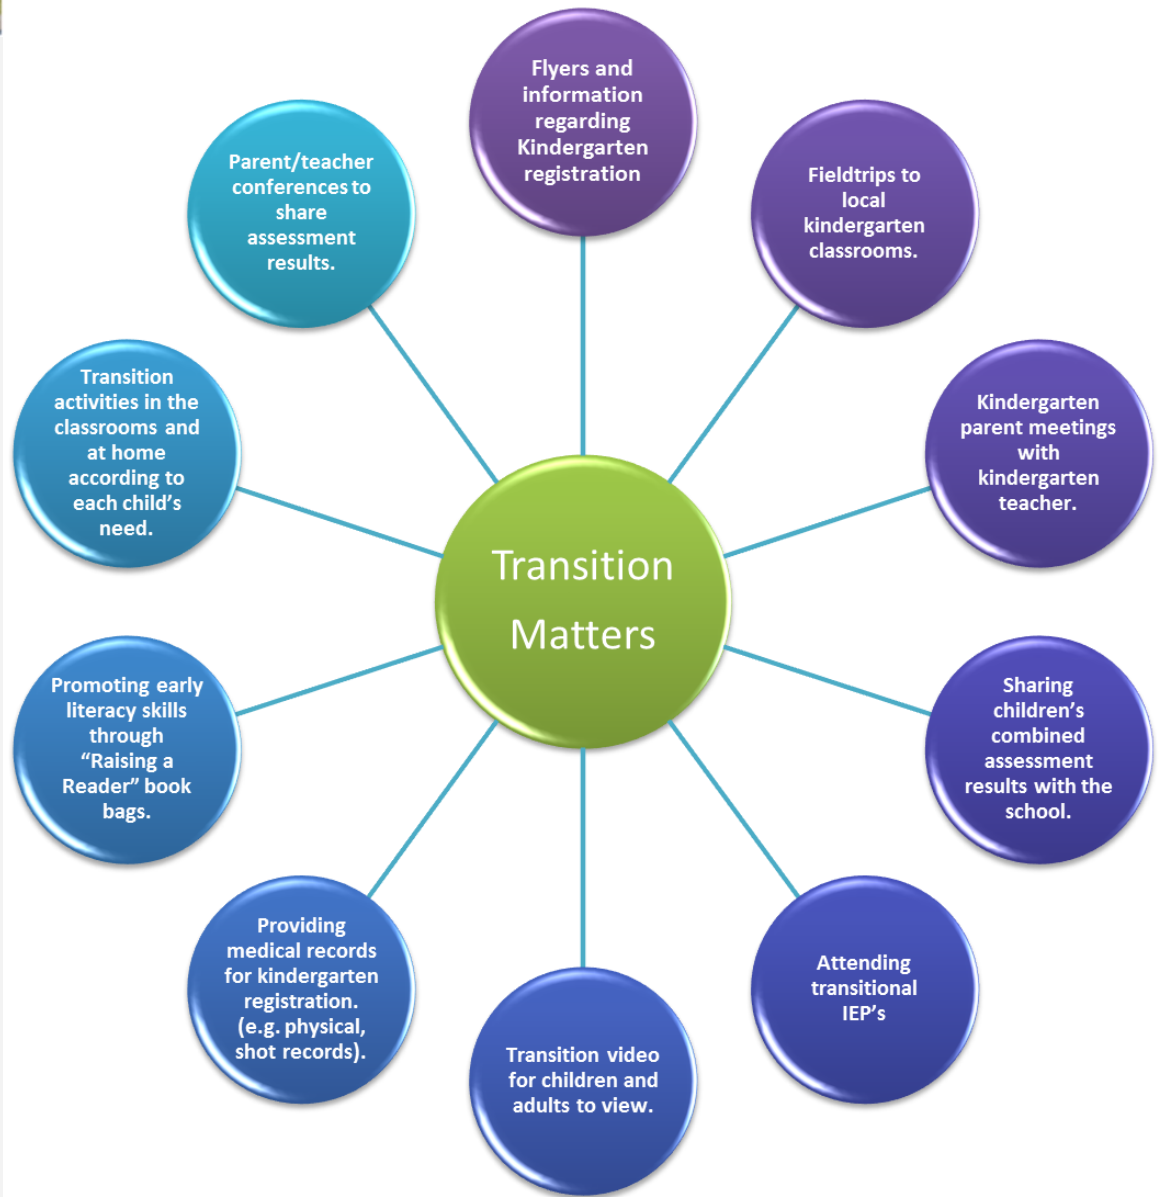 Flyers and
information
regarding
Kindergarten
registration
Fieldtrips to
local
kindergarten
classrooms.
Kindergarten
parent meetings
with
kindergarten
teacher.
Sharing
children’s
combined
assessment
results with the
school.
Attending
transitional
IEP’s
Transition video
for children and
adults to view.
Providing
medical records
for kindergarten
registration.
(e.g. physical,
shot records).
Promoting early
literacy skills
through
“Raising a
Reader” book
bags.
Transition
activities in the
classrooms and
at home
according to
each child’s
need.
Parent/teacher
conferences to
share
assessment
results.
Transition
Matters